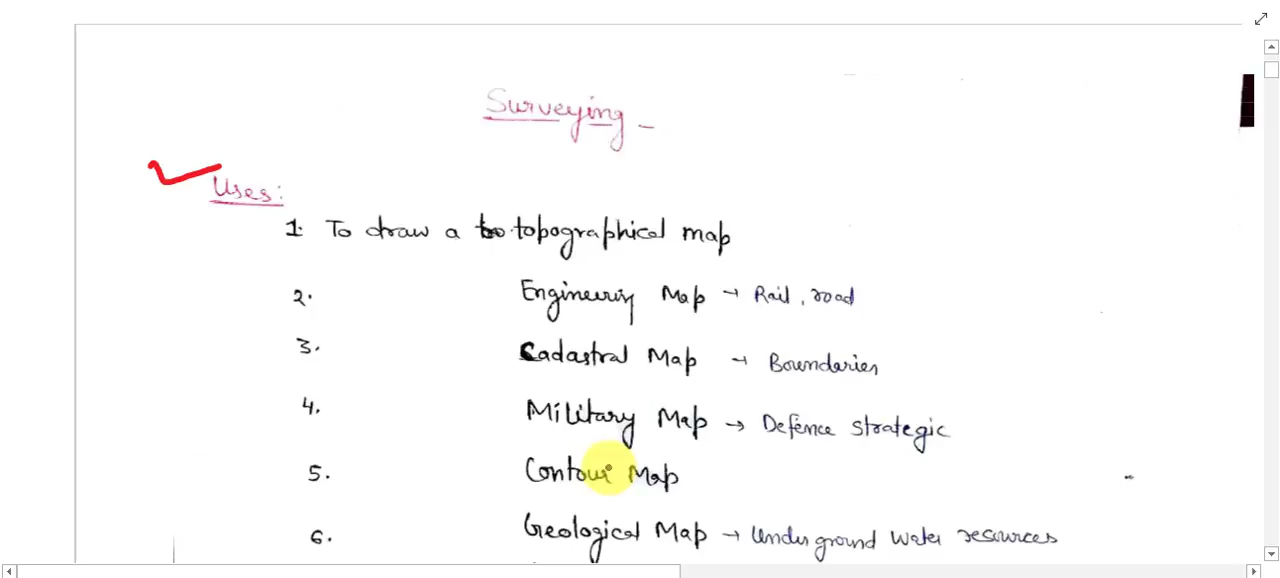 Surveying -
Uses:
1. To draw a topographical map
2. Engineering Map → Rail, road
3. Cadastral Map → Boundaries
4. Military Map → Defence strategic
5. Contour Map
6. Geological Map → Underground Water resources